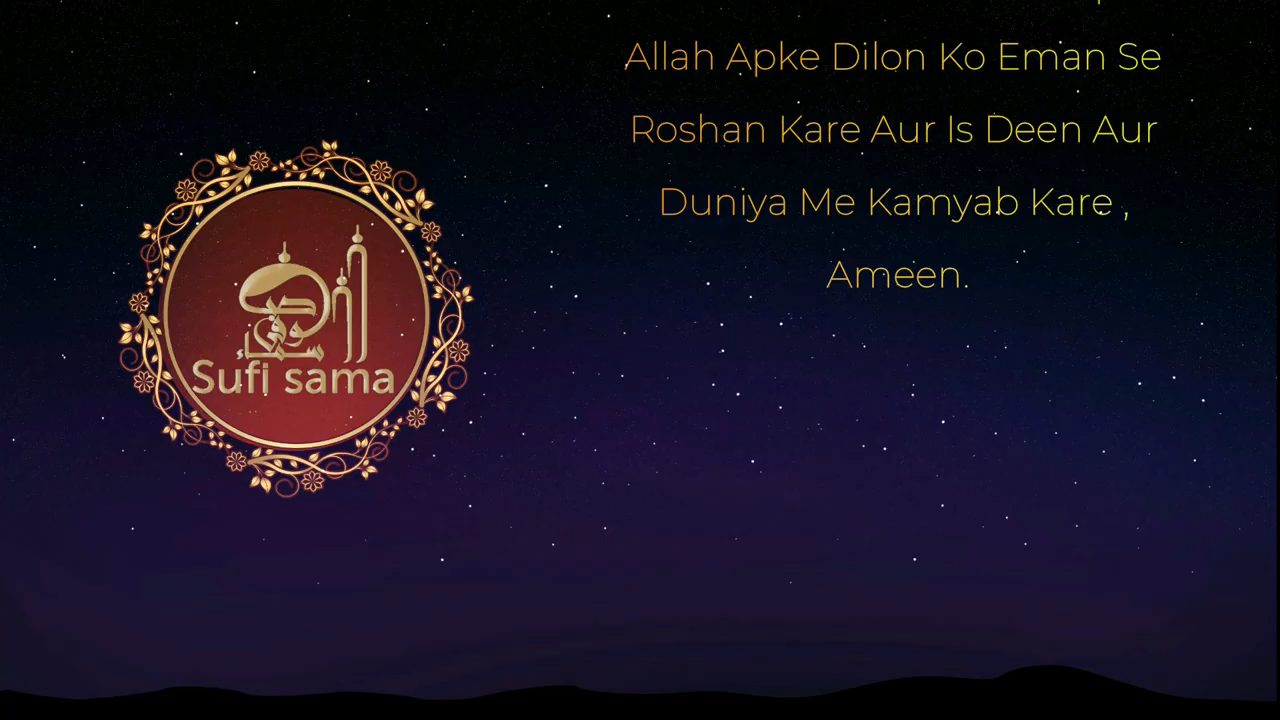 Allah Apke Dilon Ko Eman Se
Roshan Kare Aur Is Deen Aur
Duniya Me Kamyab Kare ,
Ameen.
Sufi sama